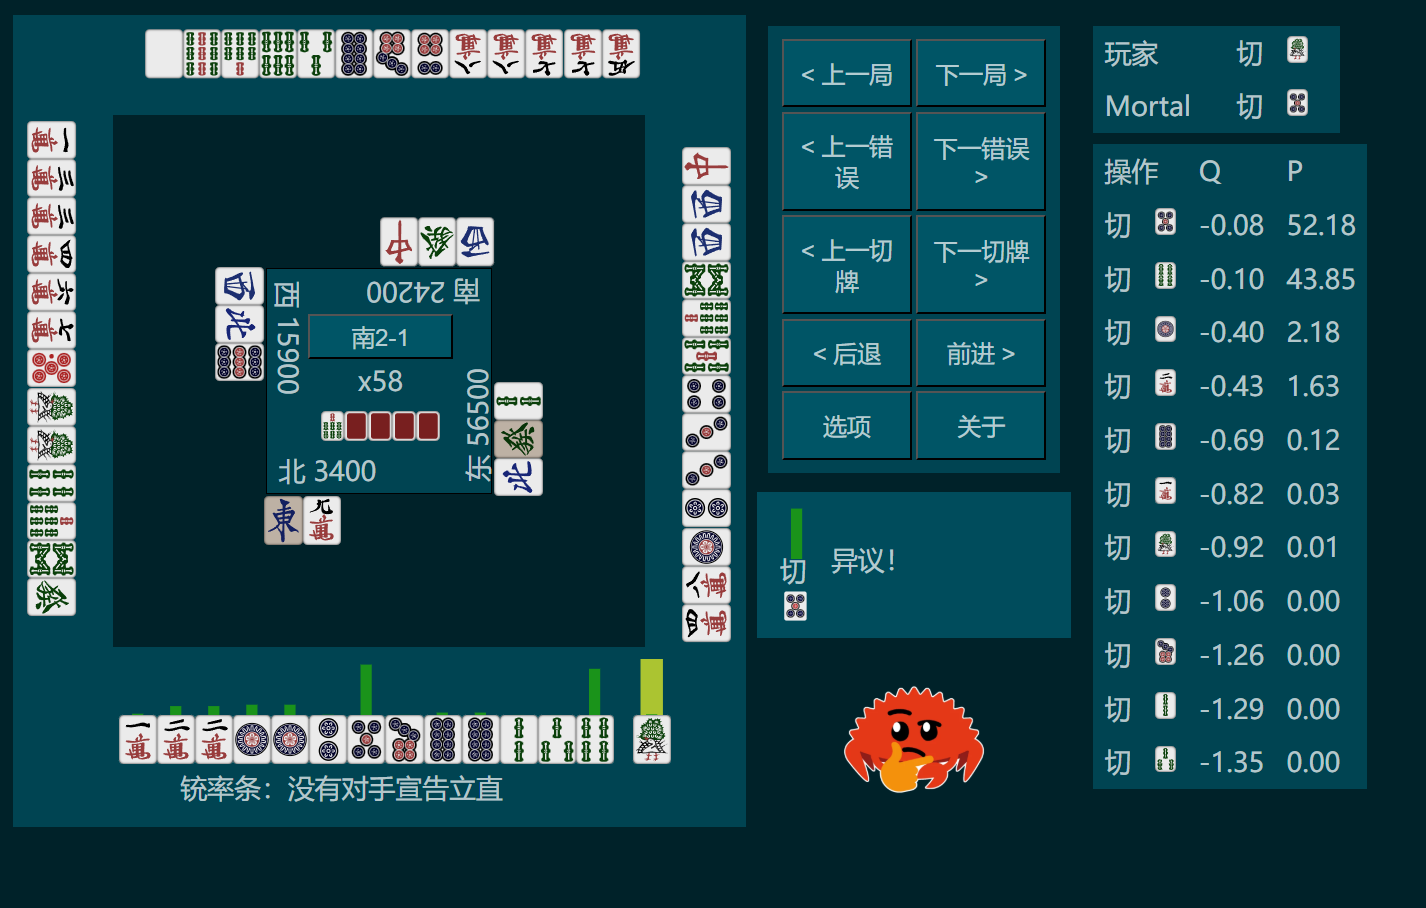 西 15900
南 24200
南2-1
x58
东 56500
北 3400
铳率条：没有对手宣告立直
< 上一局
下一局 >
< 上一错误
下一错误 >
< 上一切牌
下一切牌 >
< 后退
前进 >
选项
关于
切
异议！
玩家 切
Mortal 切
操作 Q P
切 -0.08 52.18
切 -0.10 43.85
切 -0.40 2.18
切 -0.43 1.63
切 -0.69 0.12
切 -0.82 0.03
切 -0.92 0.01
切 -1.06 0.00
切 -1.26 0.00
切 -1.29 0.00
切 -1.35 0.00